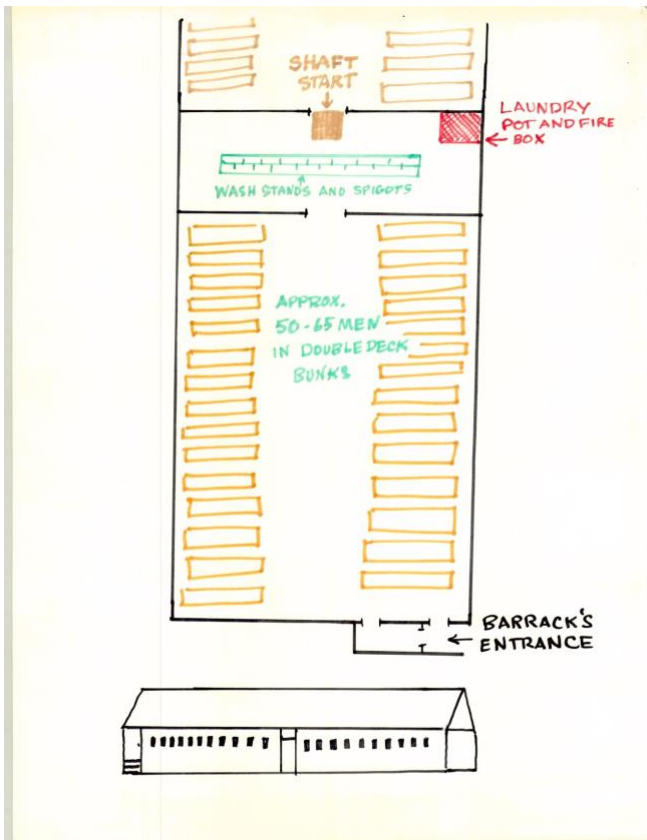 SHAFT
START
LAUNDRY
POT AND FIRE
BOX
WASH STANDS AND SPIGOTS
APPROX.
50-65 MEN
IN DOUBLE DECK
BUNKS
BARRACK'S
ENTRANCE